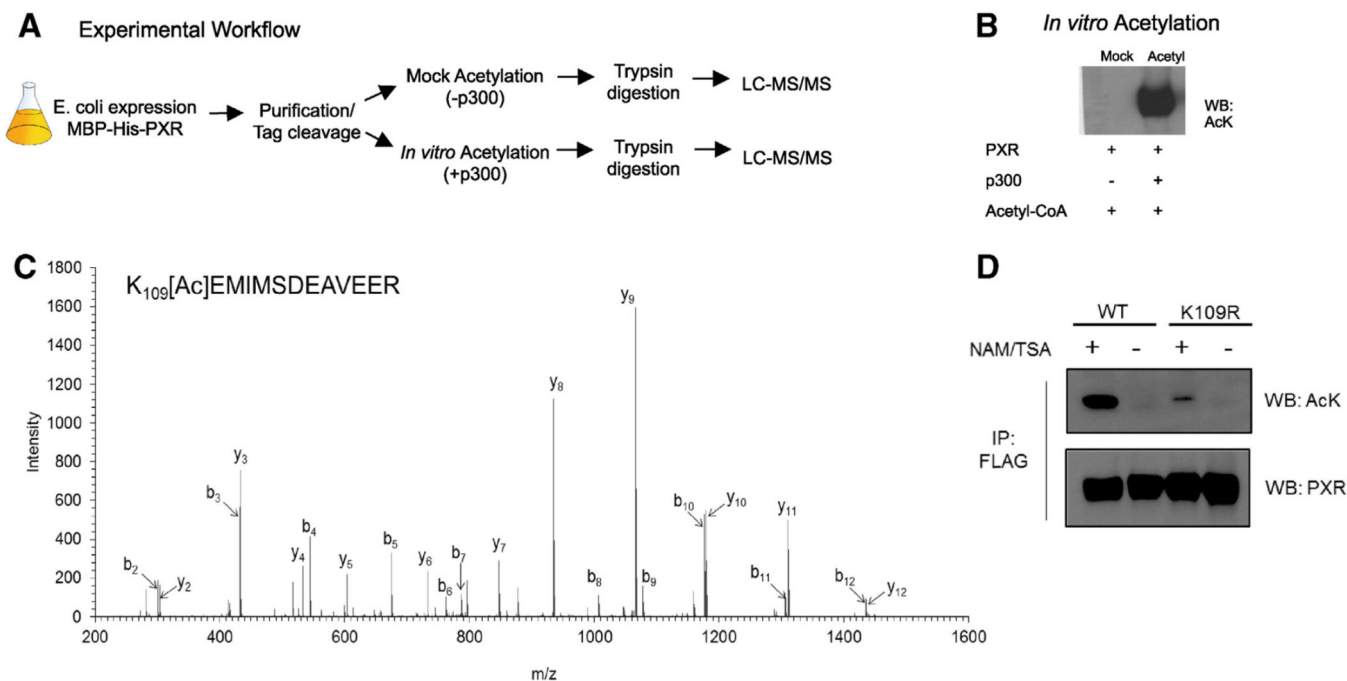 A Experimental Workflow
E. coli expression
MBP-His-PXR
Purification/
Tag cleavage
Mock Acetylation
(-p300)
Trypsin
digestion
LC-MS/MS
In vitro Acetylation
(+p300)
Trypsin
digestion
LC-MS/MS
B In vitro Acetylation
Mock Acetyl
WB:
AcK
PXR + +
p300 - +
Acetyl-CoA + +
C
K109[Ac]EMIMSDEAVEER
Intensity
1800
1600
1400
1200
1000
800
600
400
200
0
b2
y2
b3
y3
y4
b4
y5
b5
y6
b6
b7
y7
y8
b8
y9
b9
b10
y10
b11
y11
b12
y12
200 400 600 800 1000 1200 1400 1600
m/z
D
WT K109R
NAM/TSA + - + -
IP:
FLAG
WB: AcK
WB: PXR